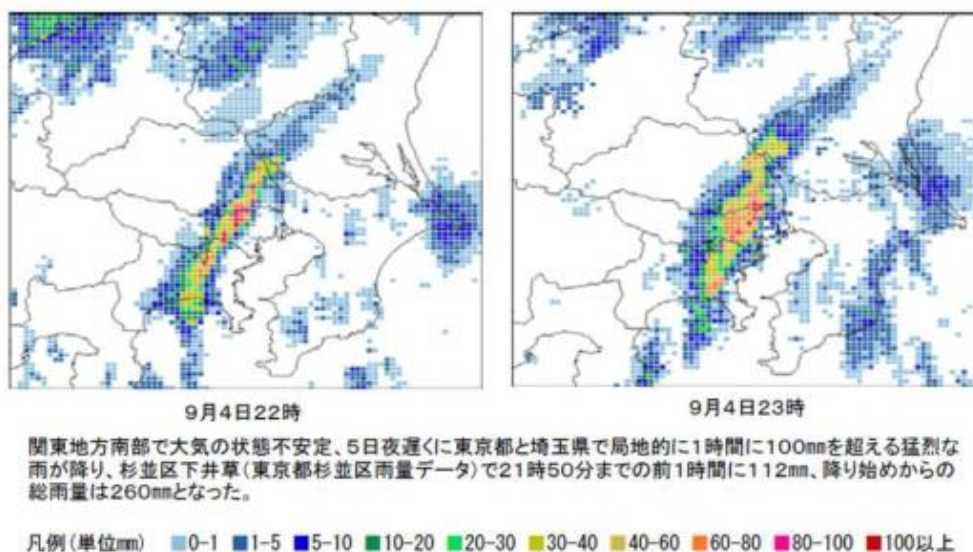 9月4日22時
9月4日23時
関東地方南部で大気の状態不安定、5日夜遅くに東京都と埼玉県で局地的に1時間に100㎜を超える猛烈な
雨が降り、杉並区下井草(東京都杉並区雨量データ)で21時50分までの前1時間に112㎜、降り始めからの
総雨量は260㎜となった。
凡例(単位㎜) 0-1 1-5 5-10 10-20 20-30 30-40 40-60 60-80 80-100 100以上